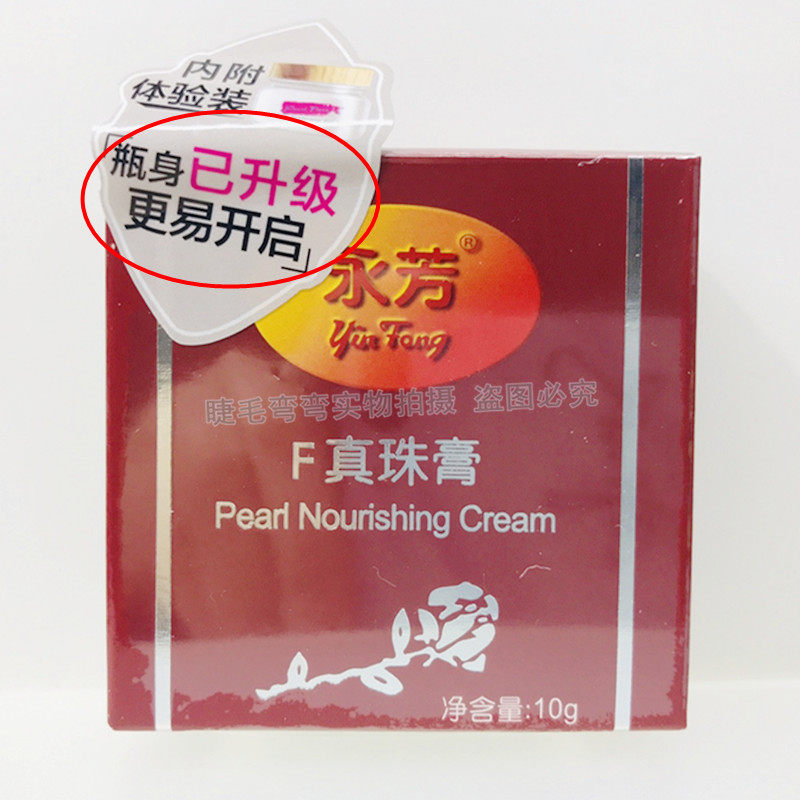 内附
体验装
「瓶身已升级
更易开启」
永芳®
Yin Fong
睫毛弯弯实物拍摄 盗图必究
F真珠膏
Pearl Nourishing Cream
净含量:10g